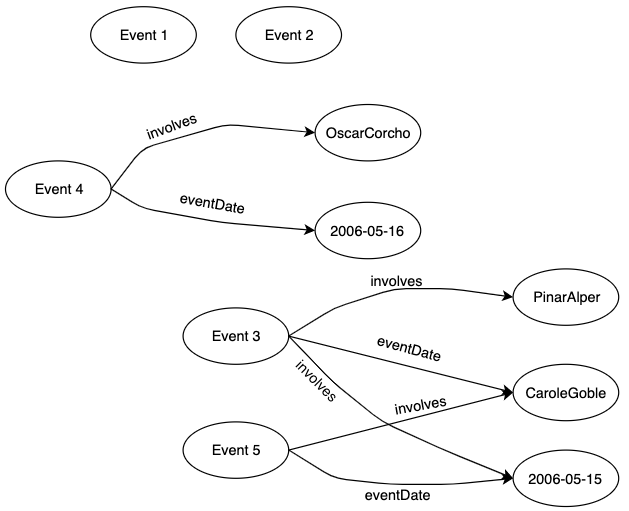 Event 1
Event 2
involves
OscarCorcho
Event 4
eventDate
2006-05-16
involves
PinarAlper
Event 3
eventDate
involves
CaroleGoble
involves
Event 5
2006-05-15
eventDate